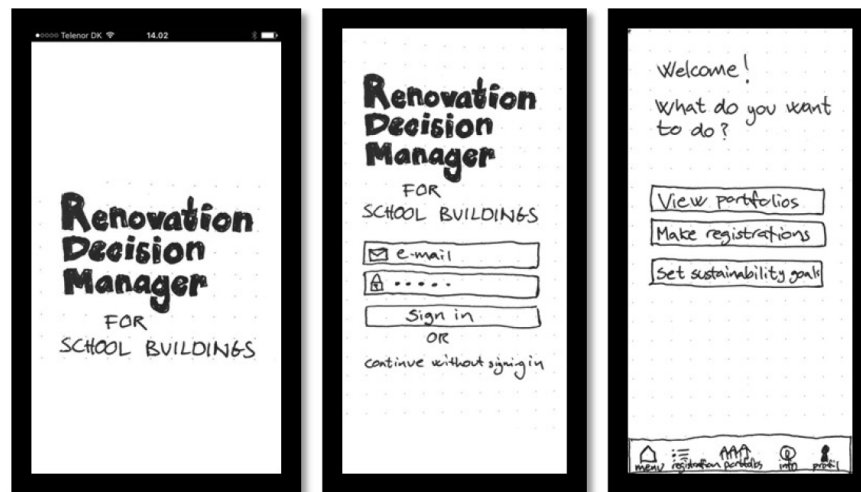 Telenor DK 14.02
Renovation
Decision
Manager
FOR
SCHOOL BUILDINGS
Renovation
Decision
Manager
FOR
SCHOOL BUILDINGS
e-mail
Sign in
OR
continue without signing in
Welcome!
What do you want
to do?
View portfolios
Make registrations
Set sustainability goals
menu registration portfolios info profil